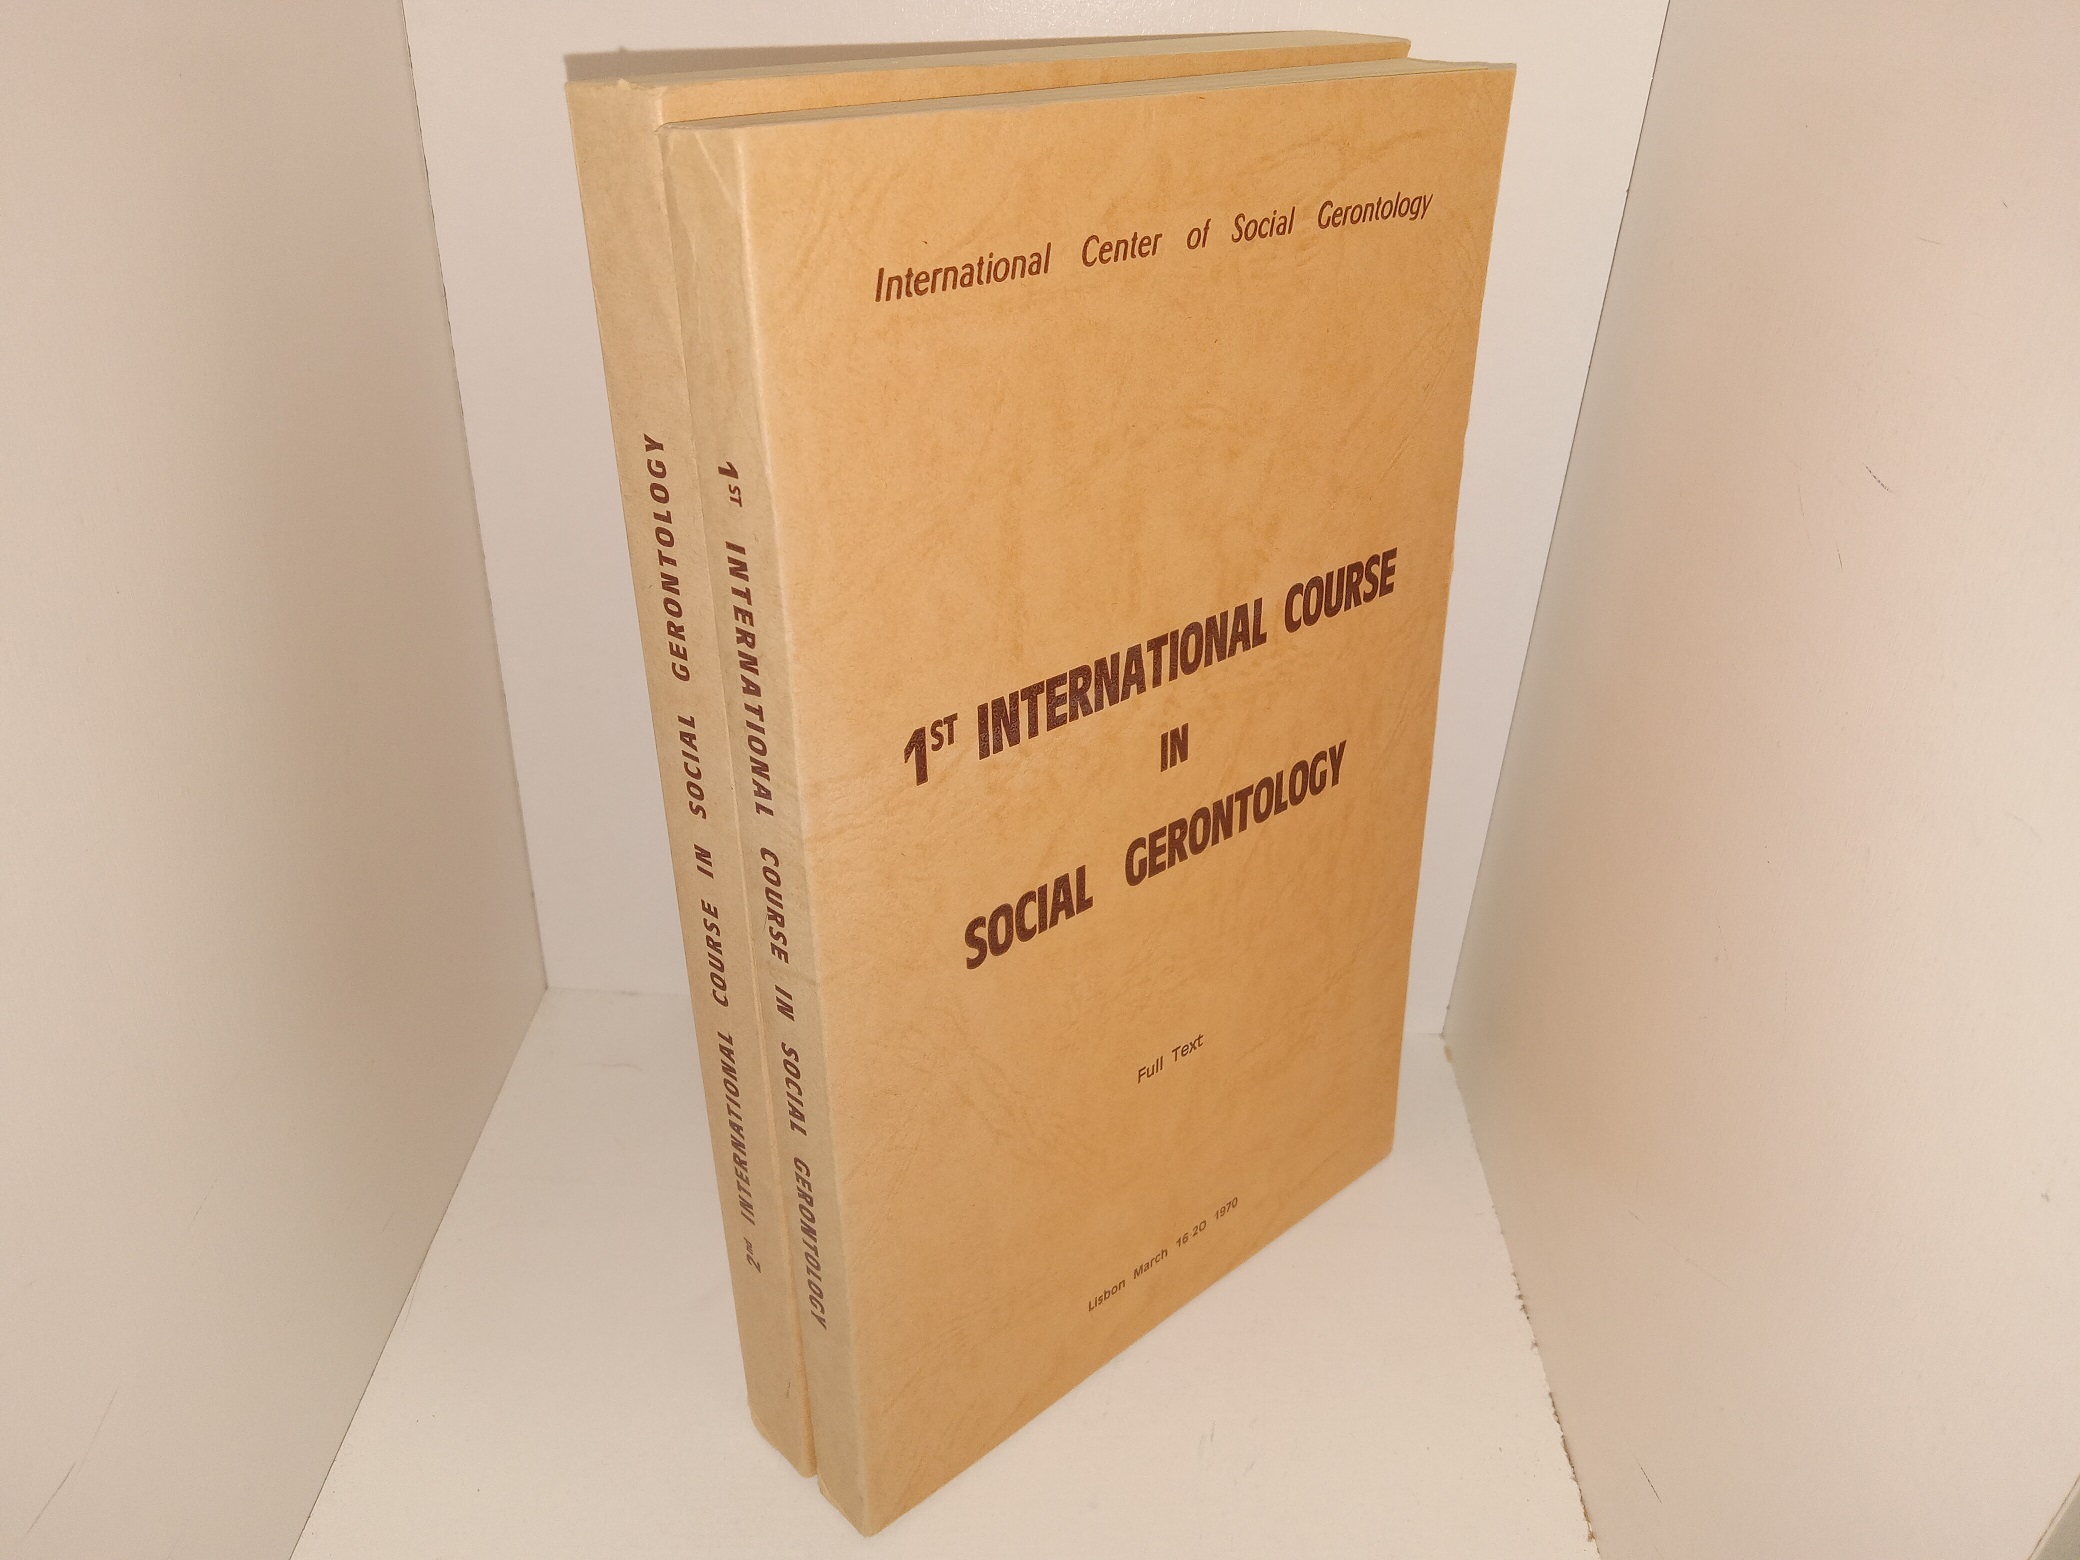 International Center of Social Gerontology
1ST INTERNATIONAL COURSE
IN
SOCIAL GERONTOLOGY
Full Text
Lisbon March 16-20 1970
1ST INTERNATIONAL COURSE IN SOCIAL GERONTOLOGY
2nd INTERNATIONAL COURSE IN SOCIAL GERONTOLOGY